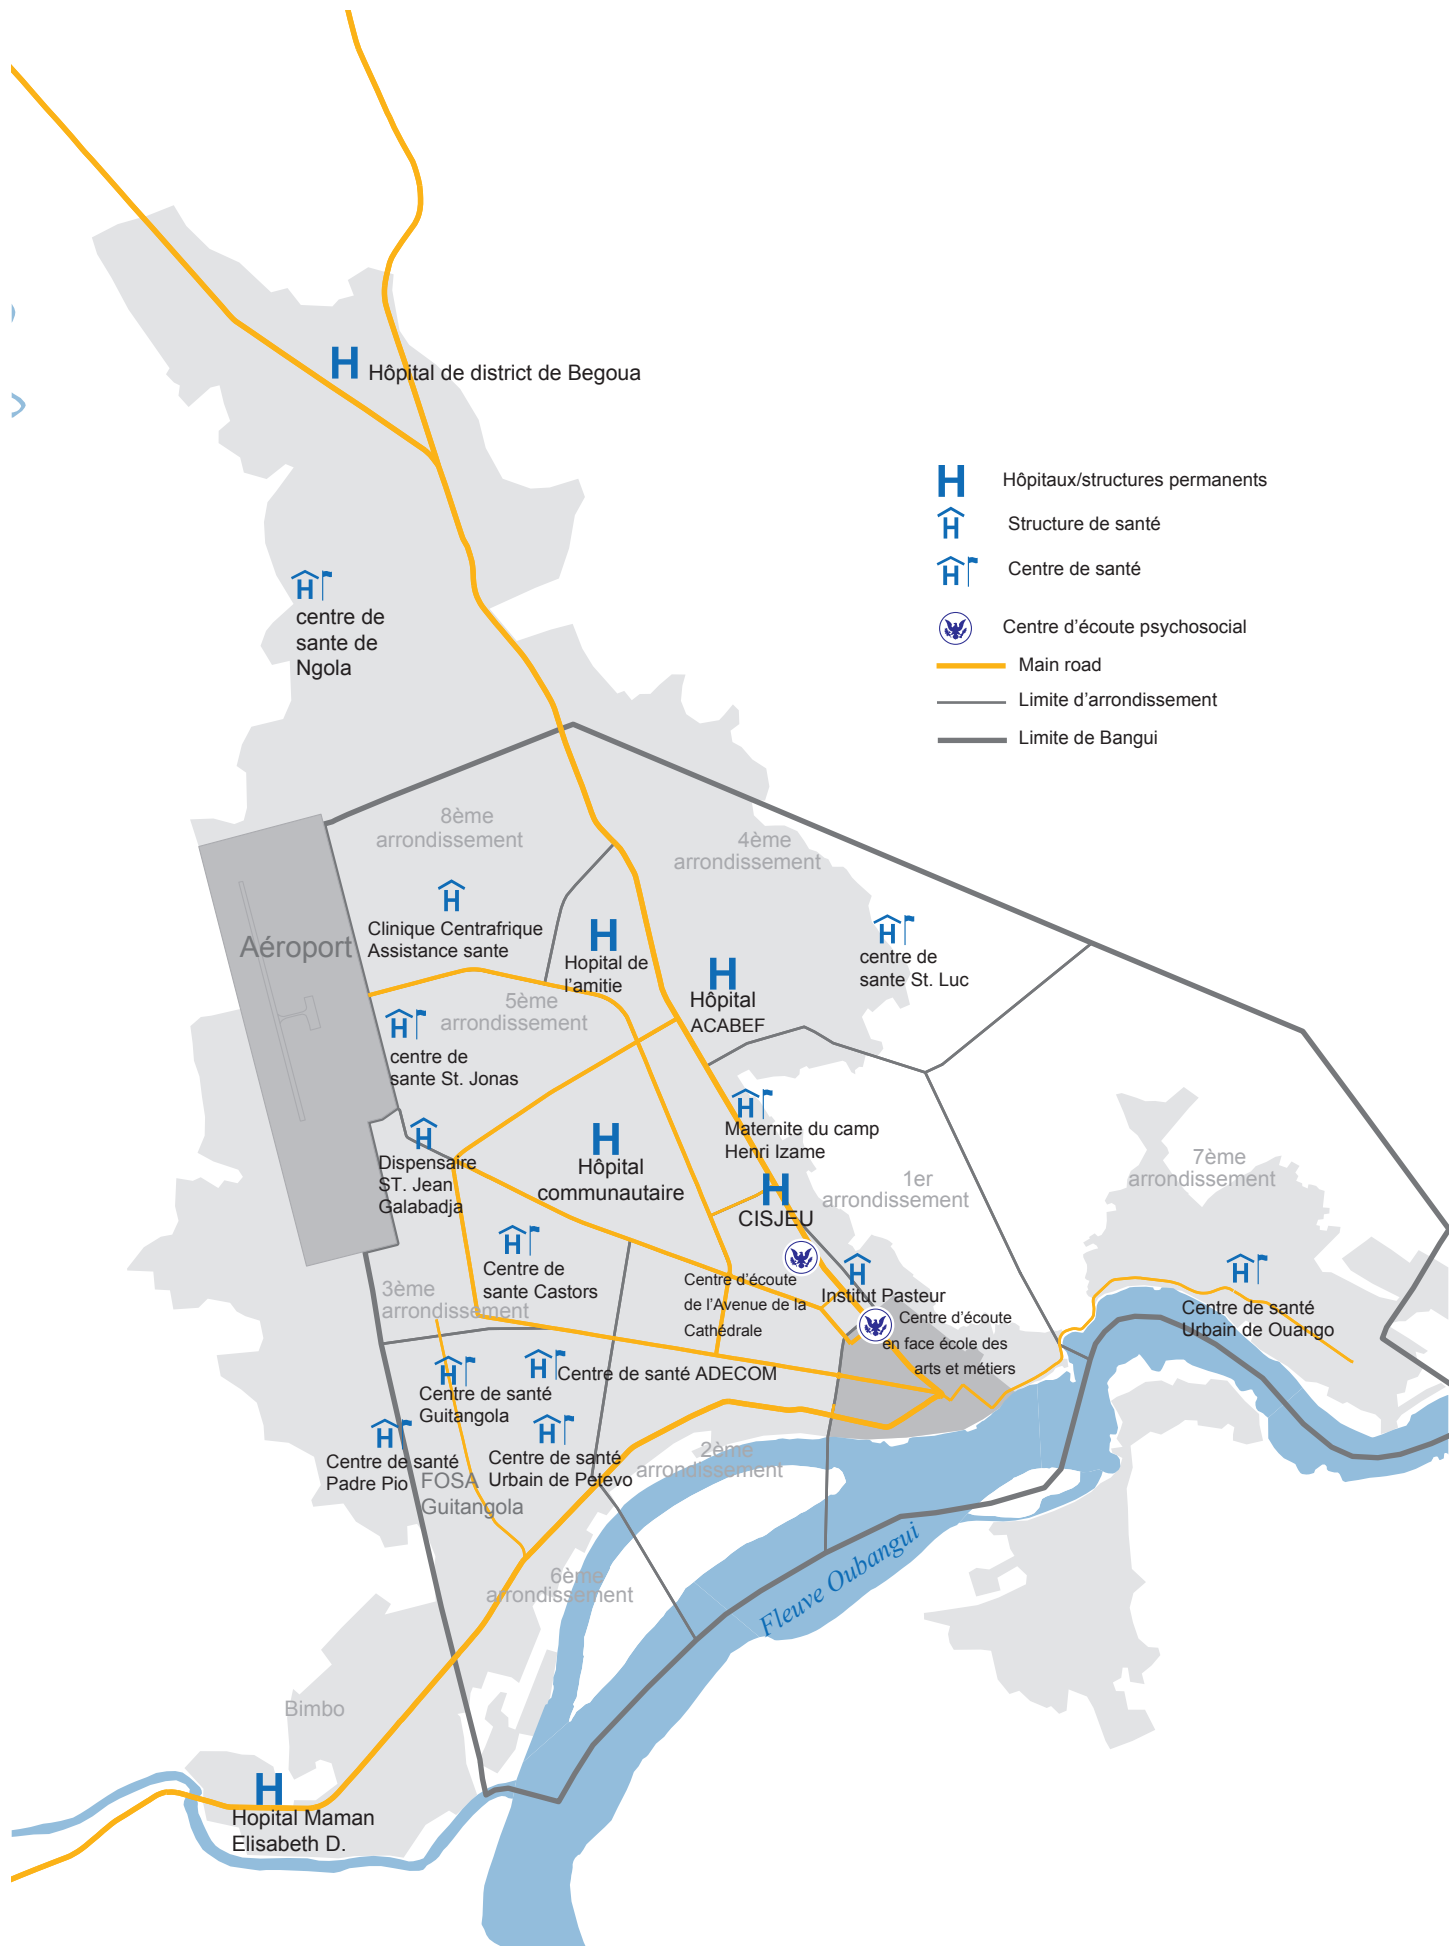 Hôpital de district de Begoua
Hôpitaux/structures permanents
Structure de santé
Centre de santé
Centre d'écoute psychosocial
Main road
Limite d'arrondissement
Limite de Bangui
centre de
sante de
Ngola
8ème
arrondissement
4ème
arrondissement
Clinique Centrafrique
Assistance sante
Aéroport
Hopital de
l'amitie
centre de
sante St. Luc
Hôpital
ACABEF
5ème
arrondissement
centre de
sante St. Jonas
Maternite du camp
Henri Izame
Dispensaire
ST. Jean
Galabadja
Hôpital
communautaire
CISJEU
1er
arrondissement
7ème
arrondissement
Centre de
sante Castors
3ème
arrondissement
Centre d'écoute
de l'Avenue de la
Cathédrale
Institut Pasteur
Centre d'écoute
en face école des
arts et métiers
Centre de santé
Urbain de Ouango
Centre de santé ADECOM
Centre de santé
Guitangola
Centre de santé
Padre Pio
FOSA
Guitangola
Centre de santé
Urbain de Petevo
2ème
arrondissement
6ème
arrondissement
Fleuve Oubangui
Bimbo
Hopital Maman
Elisabeth D.